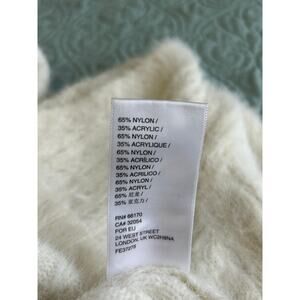 65% NYLON /
35% ACRYLIC /
65% NYLON /
35% ACRYLIQUE /
65% NYLON /
35% ACRÍLICO /
65% NYLON /
35% ACRILICO /
65% NYLON /
35% ACRYL /
65% 尼龙 /
35% 亚克力 /
RN# 66170
CA# 32054
FOR EU
24 WEST STREET
LONDON, UK WC2H9NA
FE37275